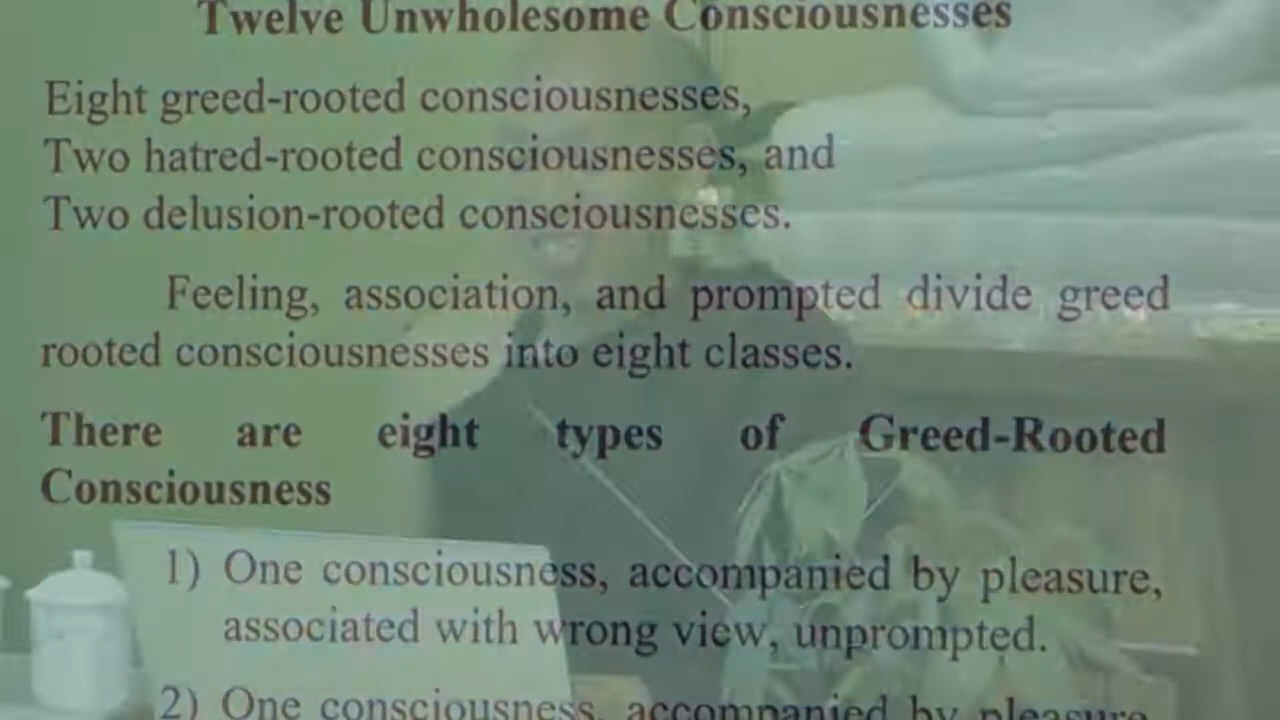 Twelve Unwholesome Consciousnesses
Eight greed-rooted consciousnesses,
Two hatred-rooted consciousnesses, and
Two delusion-rooted consciousnesses.
Feeling, association, and prompted divide greed
rooted consciousnesses into eight classes.
There are eight types of Greed-Rooted
Consciousness
1) One consciousness, accompanied by pleasure,
associated with wrong view, unprompted.
2) One consciousness, accompanied by pleasure,